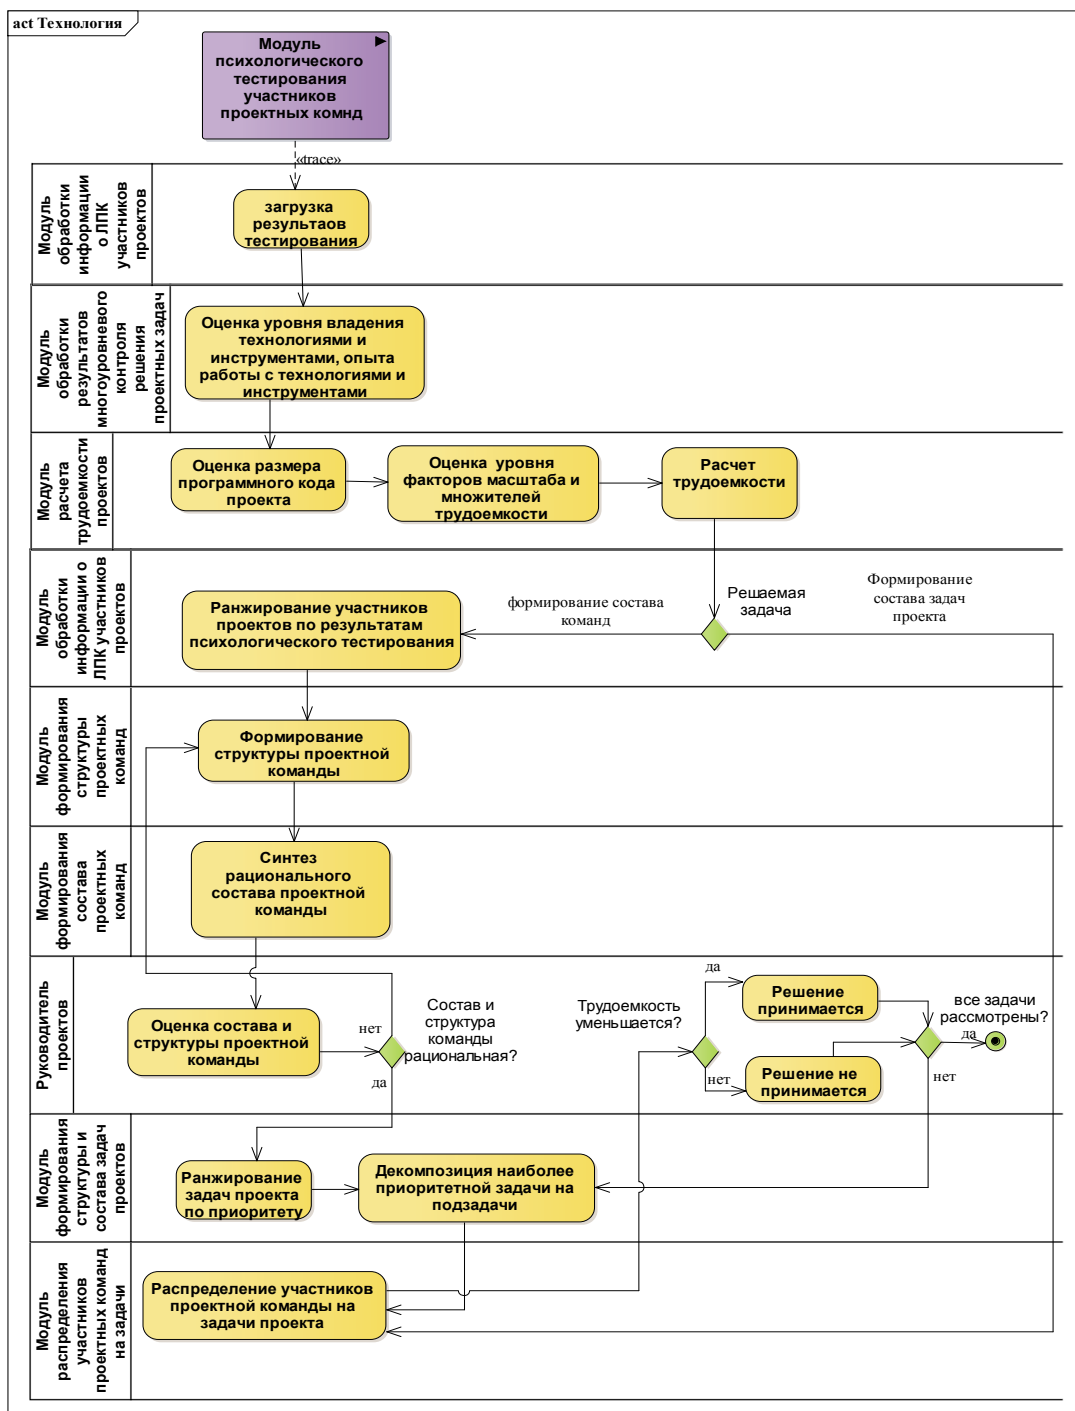 act Технология
Модуль
психологического
тестирования
участников
проектных комнд
«trace»
Модуль
обработки
информации
о ЛПК
участников
проектов
загрузка
результаов
тестирования
Модуль
обработки
результатов
многоуровневого
контроля
решения
проектных задач
Оценка уровня владения
технологиями и
инструментами, опыта
работы с технологиями и
инструментами
Модуль
расчета
трудоемкости
проектов
Оценка размера
программного кода
проекта
Оценка уровня
факторов масштаба и
множителей
трудоемкости
Расчет
трудоемкости
Модуль
обработки
информации о
ЛПК участников
проектов
Ранжирование участников
проектов по результатам
психологического тестирования
формирование состава
команд
Решаемая
задача
Формирование
состава задач
проекта
Модуль
формирования
структуры
проектных
команд
Формирование
структуры проектной
команды
Модуль
формирования
состава
проектных
команд
Синтез
рационального
состава проектной
команды
Руководитель
проектов
Оценка состава и
структуры проектной
команды
нет
да
Состав и
структура
команды
рациональная?
Трудоемкость
уменьшается?
да
нет
Решение
принимается
Решение не
принимается
все задачи
рассмотрены?
да
нет
Модуль
формирования
структуры и
состава задач
проектов
Ранжирование
задач проекта
по приоритету
Декомпозиция наиболее
приоритетной задачи на
подзадачи
Модуль
распределения
участников
проектных команд
на задачи
Распределение участников
проектной команды на
задачи проекта